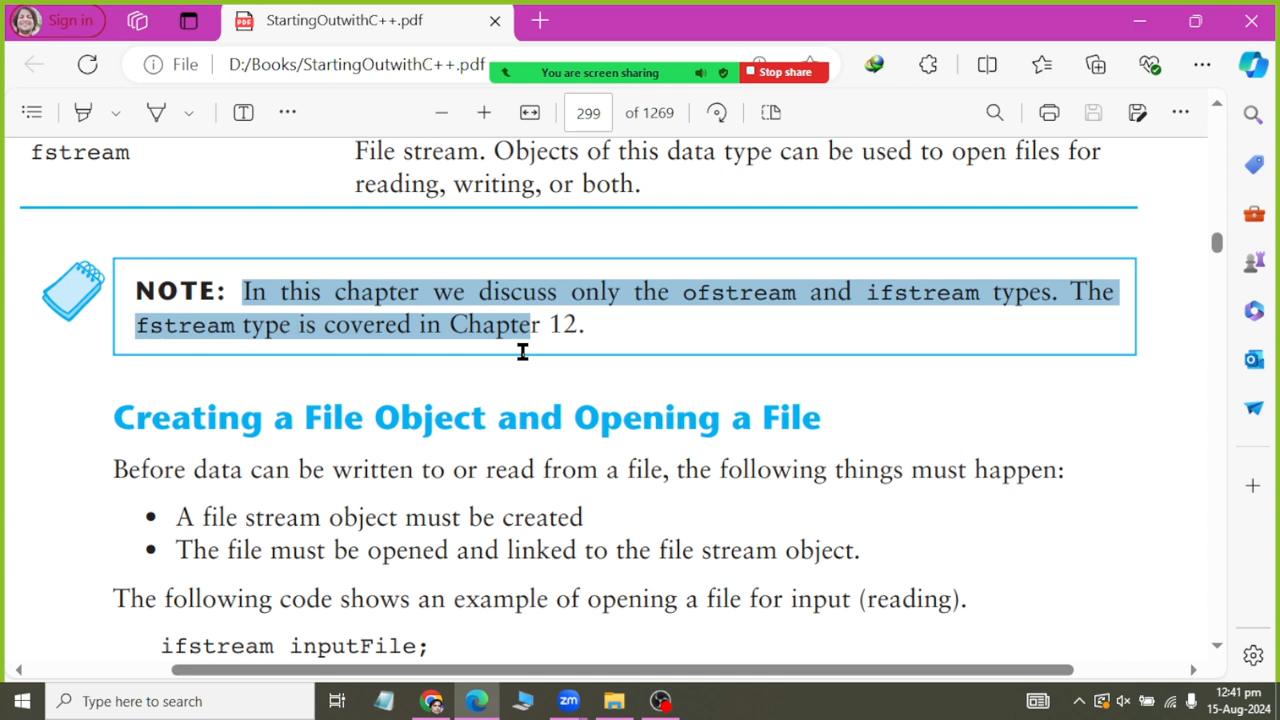 Sign in
StartingOutwithC++.pdf
File
D:/Books/StartingOutwithC++.pdf
You are screen sharing
Stop share
299 of 1269
fstream File stream. Objects of this data type can be used to open files for
reading, writing, or both.
NOTE: In this chapter we discuss only the ofstream and ifstream types. The
fstream type is covered in Chapter 12.
Creating a File Object and Opening a File
Before data can be written to or read from a file, the following things must happen:
• A file stream object must be created
• The file must be opened and linked to the file stream object.
The following code shows an example of opening a file for input (reading).
ifstream inputFile;
Type here to search
zm
12:41 pm
15-Aug-2024